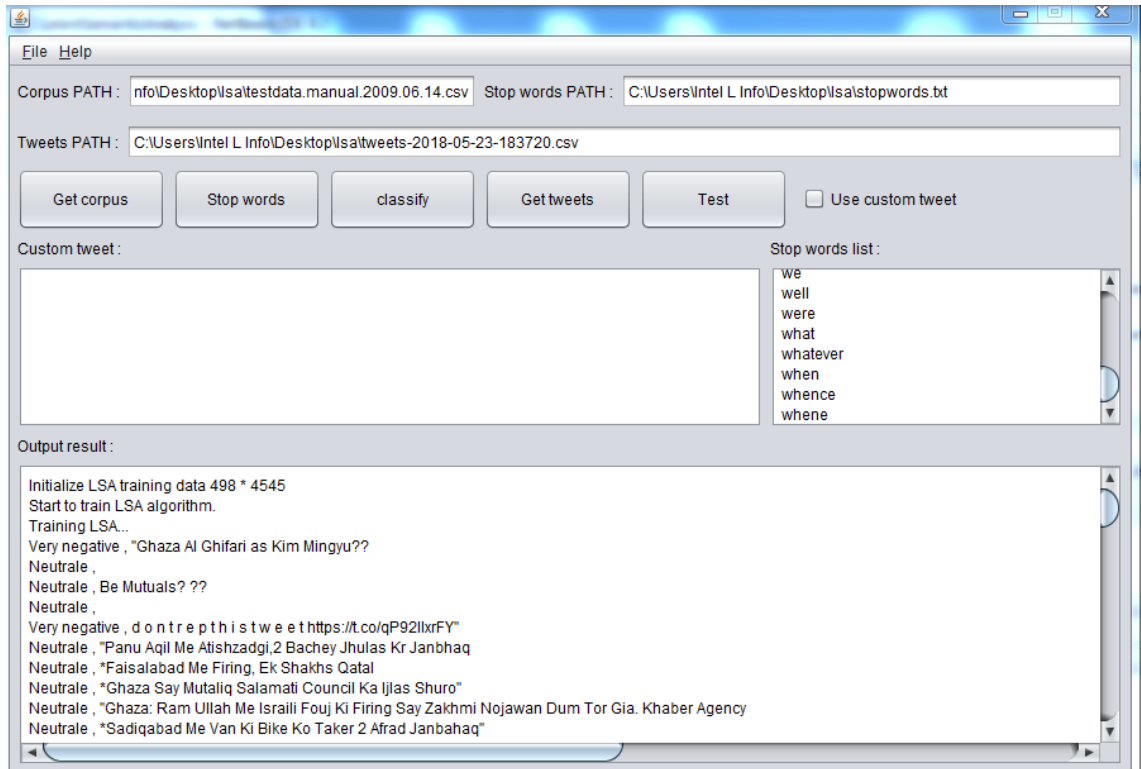 File Help
Corpus PATH : nfo\Desktop\lsa\testdata.manual.2009.06.14.csv Stop words PATH : C:\Users\Intel L Info\Desktop\lsa\stopwords.txt
Tweets PATH : C:\Users\Intel L Info\Desktop\lsa\tweets-2018-05-23-183720.csv
Get corpus Stop words classify Get tweets Test Use custom tweet
Custom tweet : Stop words list :
we
well
were
what
whatever
when
whence
whene
Output result :
Initialize LSA training data 498 * 4545
Start to train LSA algorithm.
Training LSA...
Very negative , "Ghaza Al Ghifari as Kim Mingyu??
Neutrale ,
Neutrale , Be Mutuals? ??
Neutrale ,
Very negative , d o n t r e p t h i s t w e e t https://t.co/qP92IlxrFY"
Neutrale , "Panu Aqil Me Atishzadgi,2 Bachey Jhulas Kr Janbhaq
Neutrale , *Faisalabad Me Firing, Ek Shakhs Qatal
Neutrale , *Ghaza Say Mutaliq Salamati Council Ka Ijlas Shuro"
Neutrale , "Ghaza: Ram Ullah Me Israili Fouj Ki Firing Say Zakhmi Nojawan Dum Tor Gia. Khaber Agency
Neutrale , *Sadiqabad Me Van Ki Bike Ko Taker 2 Afrad Janbahaq"